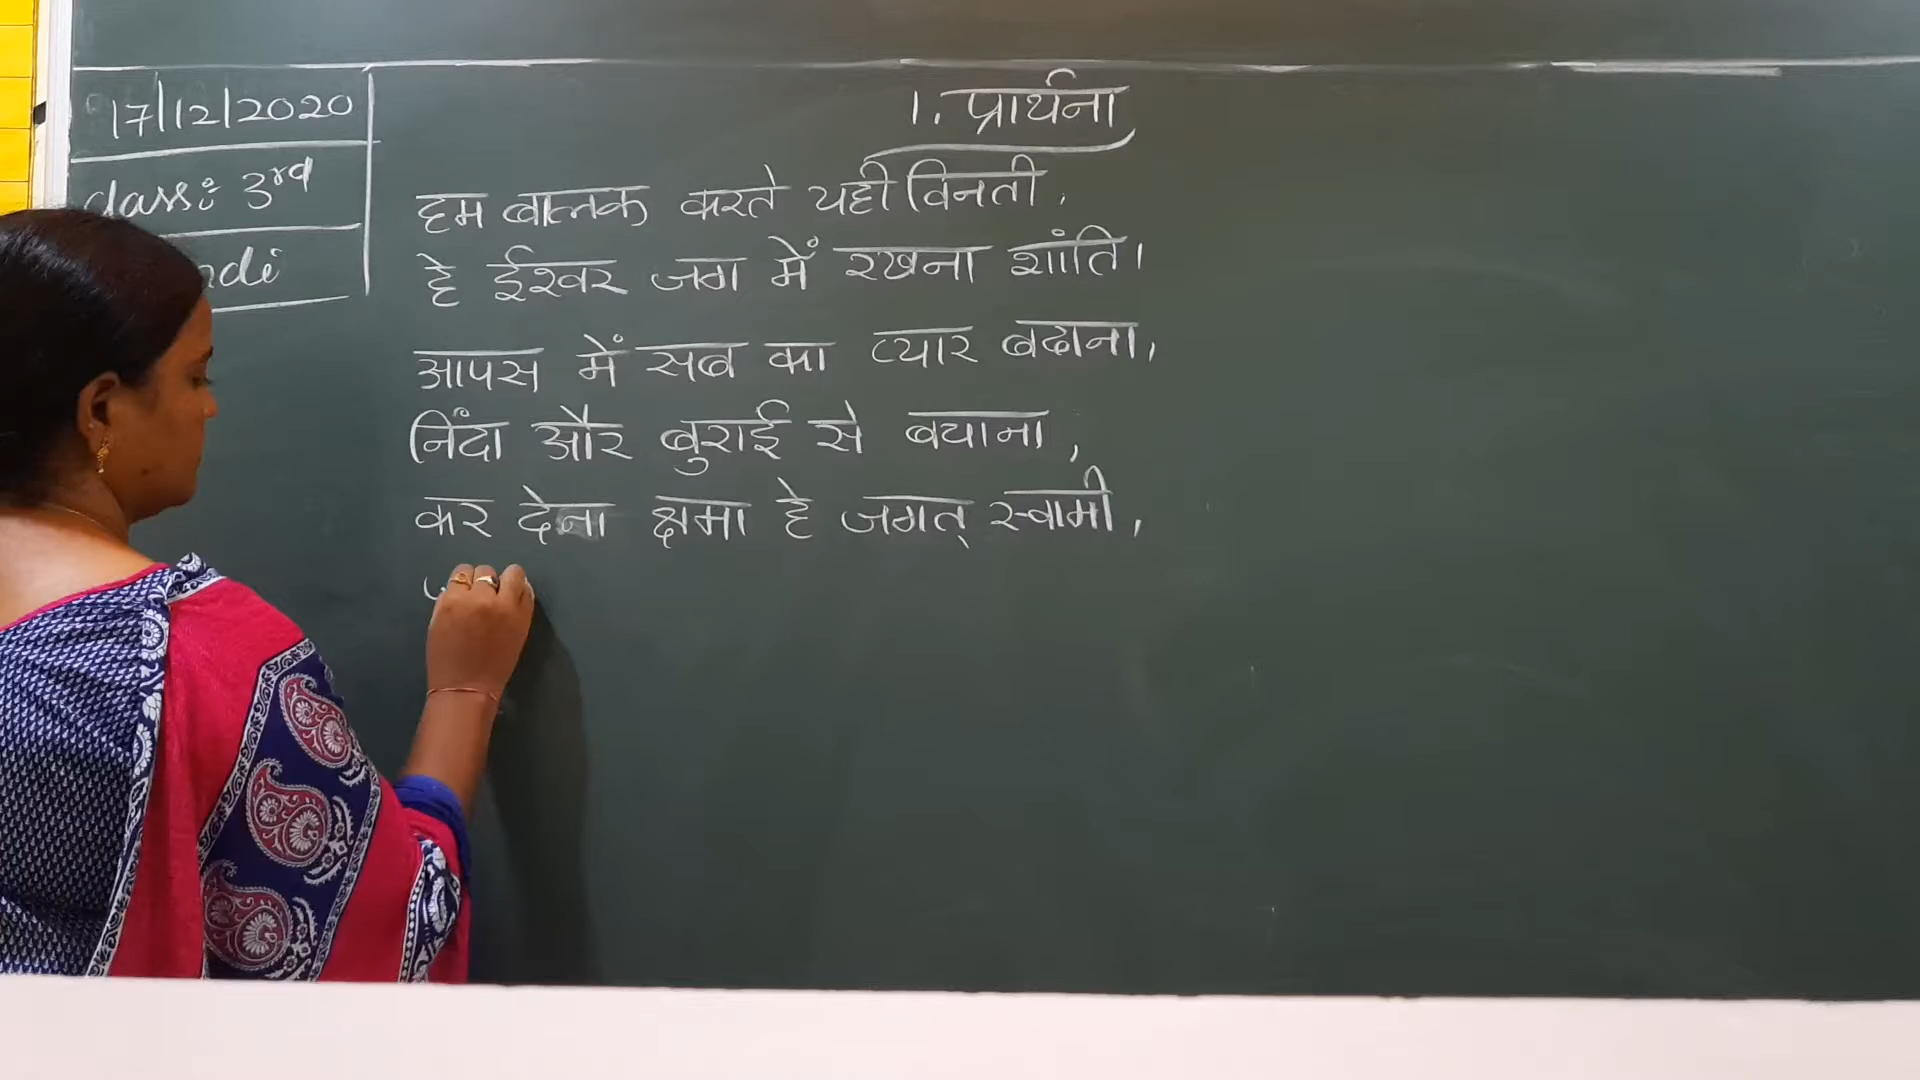 17/12/2020
class: 3rd
ndi
1. प्रार्थना
हम बालक करते यही विनती,
हे ईश्वर जग में रखना शांति।
आपस में सब का प्यार बढाना,
निंदा और बुराई से बचाना,
कर देना क्षमा हे जगत् स्वामी,